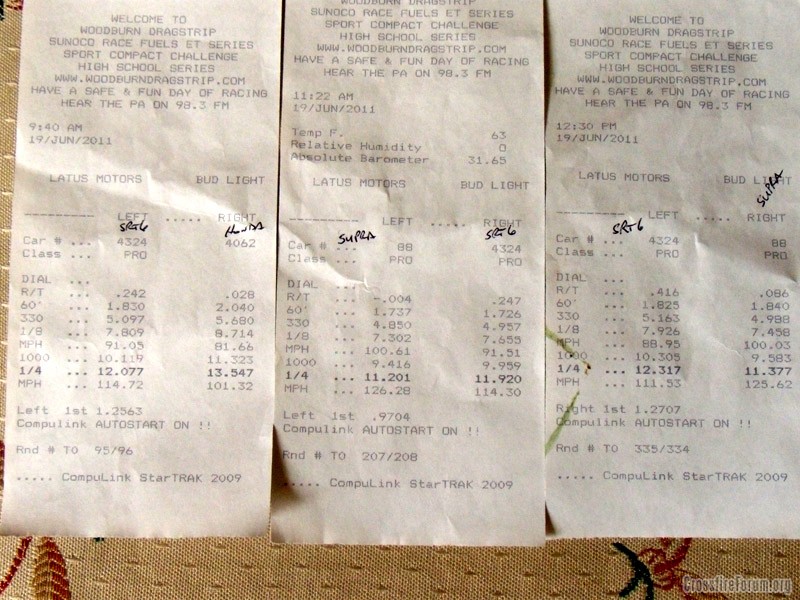 WELCOME TO
WOODBURN DRAGSTRIP
SUNOCO RACE FUELS ET SERIES
SPORT COMPACT CHALLENGE
HIGH SCHOOL SERIES
WWW.WOODBURNDRAGSTRIP.COM
HAVE A SAFE & FUN DAY OF RACING
HEAR THE PA ON 98.3 FM
9:40 AM
19/JUN/2011
LATUS MOTORS BUD LIGHT
----------- LEFT ..... RIGHT
SRT6 HONDA
Car # ... 4324 4062
Class ... PRO PRO
DIAL ...
R/T ... .242 .028
60' ... 1.830 2.040
330 ... 5.097 5.680
1/8 ... 7.809 8.714
MPH ... 91.05 81.66
1000 ... 10.119 11.323
1/4 ... 12.077 13.547
MPH ... 114.72 101.32
Left 1st 1.2563
Compulink AUTOSTART ON !!
Rnd # T0 95/96
..... CompuLink StarTRAK 2009
WOODBURN DRAGSTRIP
SUNOCO RACE FUELS ET SERIES
SPORT COMPACT CHALLENGE
HIGH SCHOOL SERIES
WWW.WOODBURNDRAGSTRIP.COM
HAVE A SAFE & FUN DAY OF RACING
HEAR THE PA ON 98.3 FM
11:22 AM
19/JUN/2011
Temp F. 63
Relative Humidity 0
Absolute Barometer 31.65
LATUS MOTORS BUD LIGHT
----------- LEFT ..... RIGHT
SUPRA SRT6
Car # ... 88 4324
Class ... PRO PRO
DIAL ...
R/T ... -.004 .247
60' ... 1.737 1.726
330 ... 4.850 4.957
1/8 ... 7.302 7.655
MPH ... 100.61 91.51
1000 ... 9.416 9.959
1/4 ... 11.201 11.920
MPH ... 126.28 114.30
Left 1st .9704
Compulink AUTOSTART ON !!
Rnd # T0 207/208
..... CompuLink StarTRAK 2009
WELCOME TO
WOODBURN DRAGSTRIP
SUNOCO RACE FUELS ET SERIES
SPORT COMPACT CHALLENGE
HIGH SCHOOL SERIES
WWW.WOODBURNDRAGSTRIP.COM
HAVE A SAFE & FUN DAY OF RACING
HEAR THE PA ON 98.3 FM
12:30 PM
19/JUN/2011
LATUS MOTORS BUD LIGHT
SUPRA
----------- LEFT ..... RIGHT
SRT6
Car # ... 4324 88
Class ... PRO PRO
DIAL ...
R/T ... .416 .086
60' ... 1.825 1.840
330 ... 5.163 4.988
1/8 ... 7.926 7.458
MPH ... 88.95 100.03
1000 ... 10.305 9.583
1/4 ... 12.317 11.377
MPH ... 111.53 125.62
Right 1st 1.2707
Compulink AUTOSTART ON !!
Rnd # T0 335/334
..... CompuLink StarTRAK 2009
CrossfireForum.org